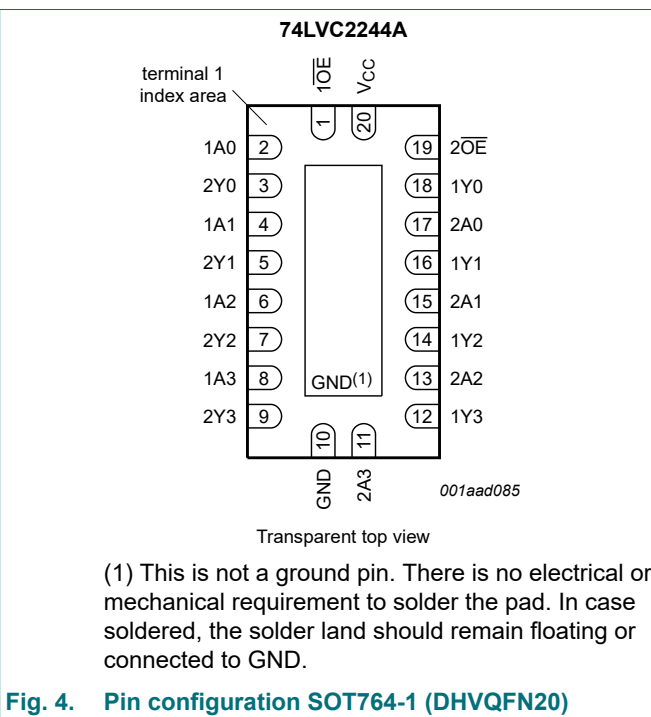 74LVC2244A
terminal 1
index area
1O̅E̅
VCC
1
20
1A0 2
19 2O̅E̅
2Y0 3
18 1Y0
1A1 4
17 2A0
2Y1 5
16 1Y1
1A2 6
15 2A1
2Y2 7
14 1Y2
1A3 8
13 2A2
GND(1)
2Y3 9
12 1Y3
10
11
GND
2A3
001aad085
Transparent top view
(1) This is not a ground pin. There is no electrical or
mechanical requirement to solder the pad. In case
soldered, the solder land should remain floating or
connected to GND.
Fig. 4. Pin configuration SOT764-1 (DHVQFN20)